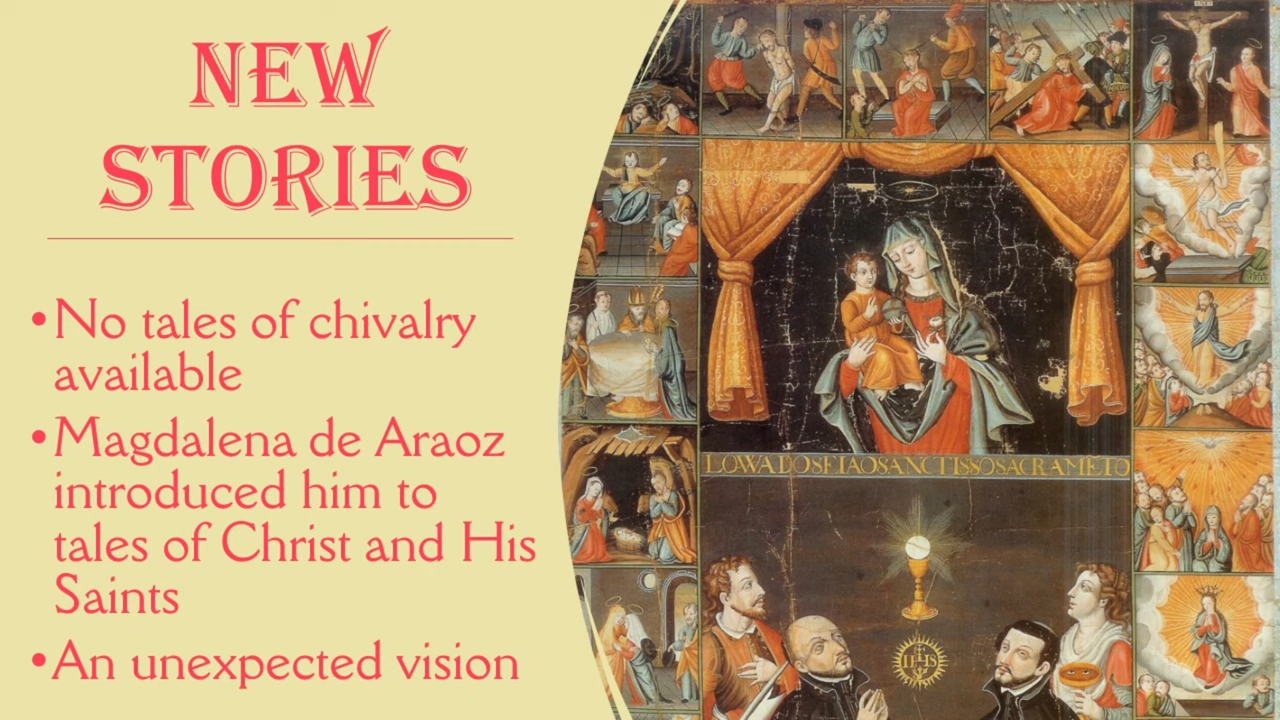 NEW
STORIES
•No tales of chivalry
available
•Magdalena de Araoz
introduced him to
tales of Christ and His
Saints
•An unexpected vision
LOWADOSEIAOSANCTISSOSACRAMETO
IHS